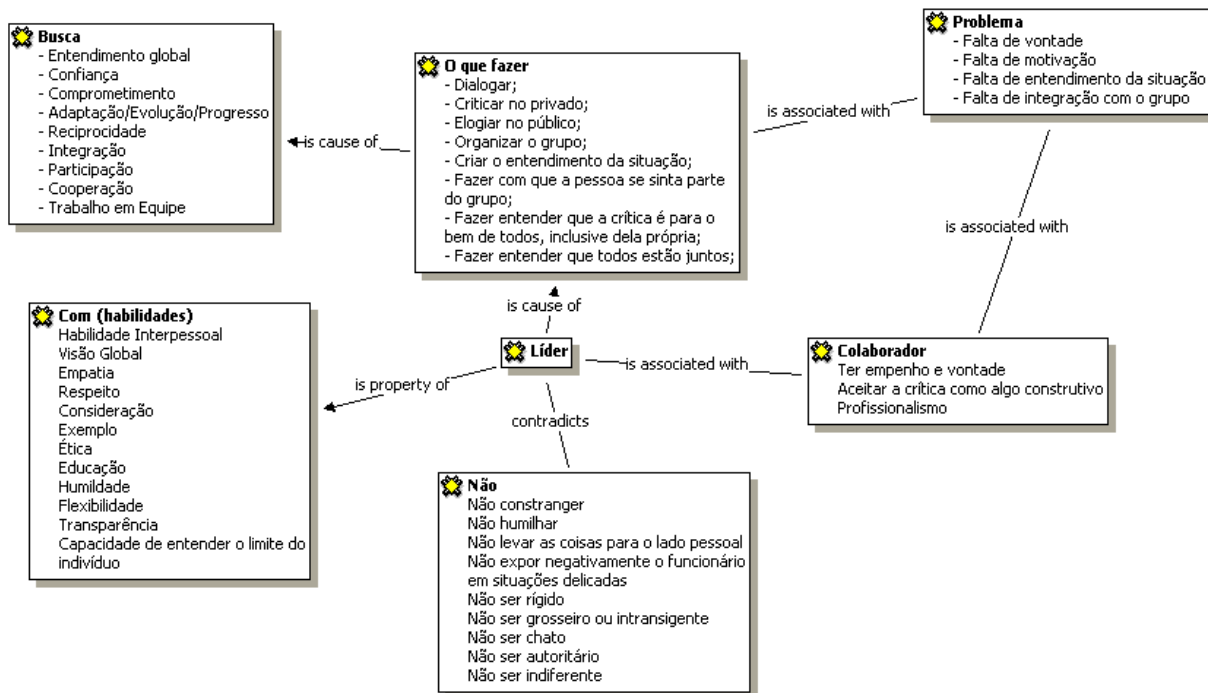 Busca
- Entendimento global
- Confiança
- Comprometimento
- Adaptação/Evolução/Progresso
- Reciprocidade
- Integração
- Participação
- Cooperação
- Trabalho em Equipe
is cause of
O que fazer
- Dialogar;
- Criticar no privado;
- Elogiar no público;
- Organizar o grupo;
- Criar o entendimento da situação;
- Fazer com que a pessoa se sinta parte
do grupo;
- Fazer entender que a crítica é para o
bem de todos, inclusive dela própria;
- Fazer entender que todos estão juntos;
is associated with
Problema
- Falta de vontade
- Falta de motivação
- Falta de entendimento da situação
- Falta de integração com o grupo
is associated with
is cause of
Com (habilidades)
Habilidade Interpessoal
Visão Global
Empatia
Respeito
Consideração
Exemplo
Ética
Educação
Humildade
Flexibilidade
Transparência
Capacidade de entender o limite do
indivíduo
is property of
Líder
is associated with
Colaborador
Ter empenho e vontade
Aceitar a crítica como algo construtivo
Profissionalismo
contradicts
Não
Não constranger
Não humilhar
Não levar as coisas para o lado pessoal
Não expor negativamente o funcionário
em situações delicadas
Não ser rígido
Não ser grosseiro ou intransigente
Não ser chato
Não ser autoritário
Não ser indiferente